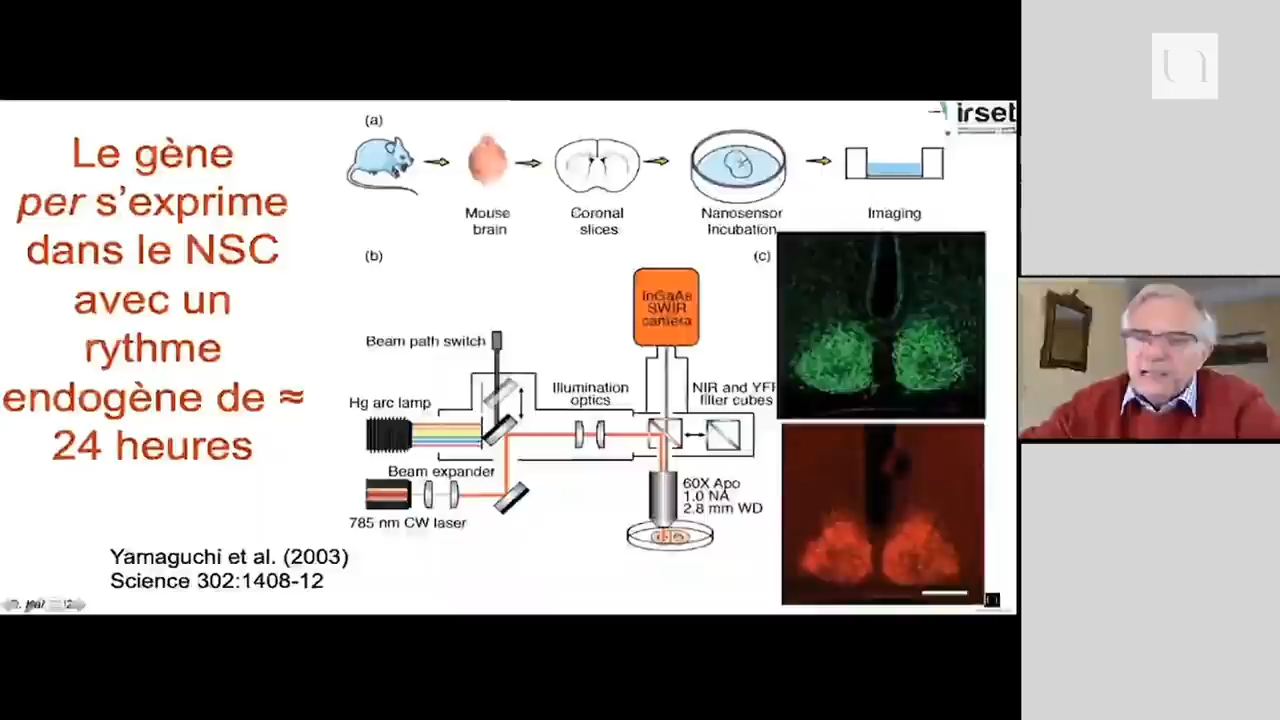 Le gène
per s'exprime
dans le NSC
avec un
rythme
endogène de ≈
24 heures
Yamaguchi et al. (2003)
Science 302:1408-12
(a)
irset
Mouse
brain
Coronal
slices
Nanosensor
Incubation
Imaging
(b)
(c)
InGaAs
SWIR
camera
Beam path switch
Illumination
optics
NIR and YFP
filter cubes
Hg arc lamp
Beam expander
785 nm CW laser
60X Apo
1.0 NA
2.8 mm WD